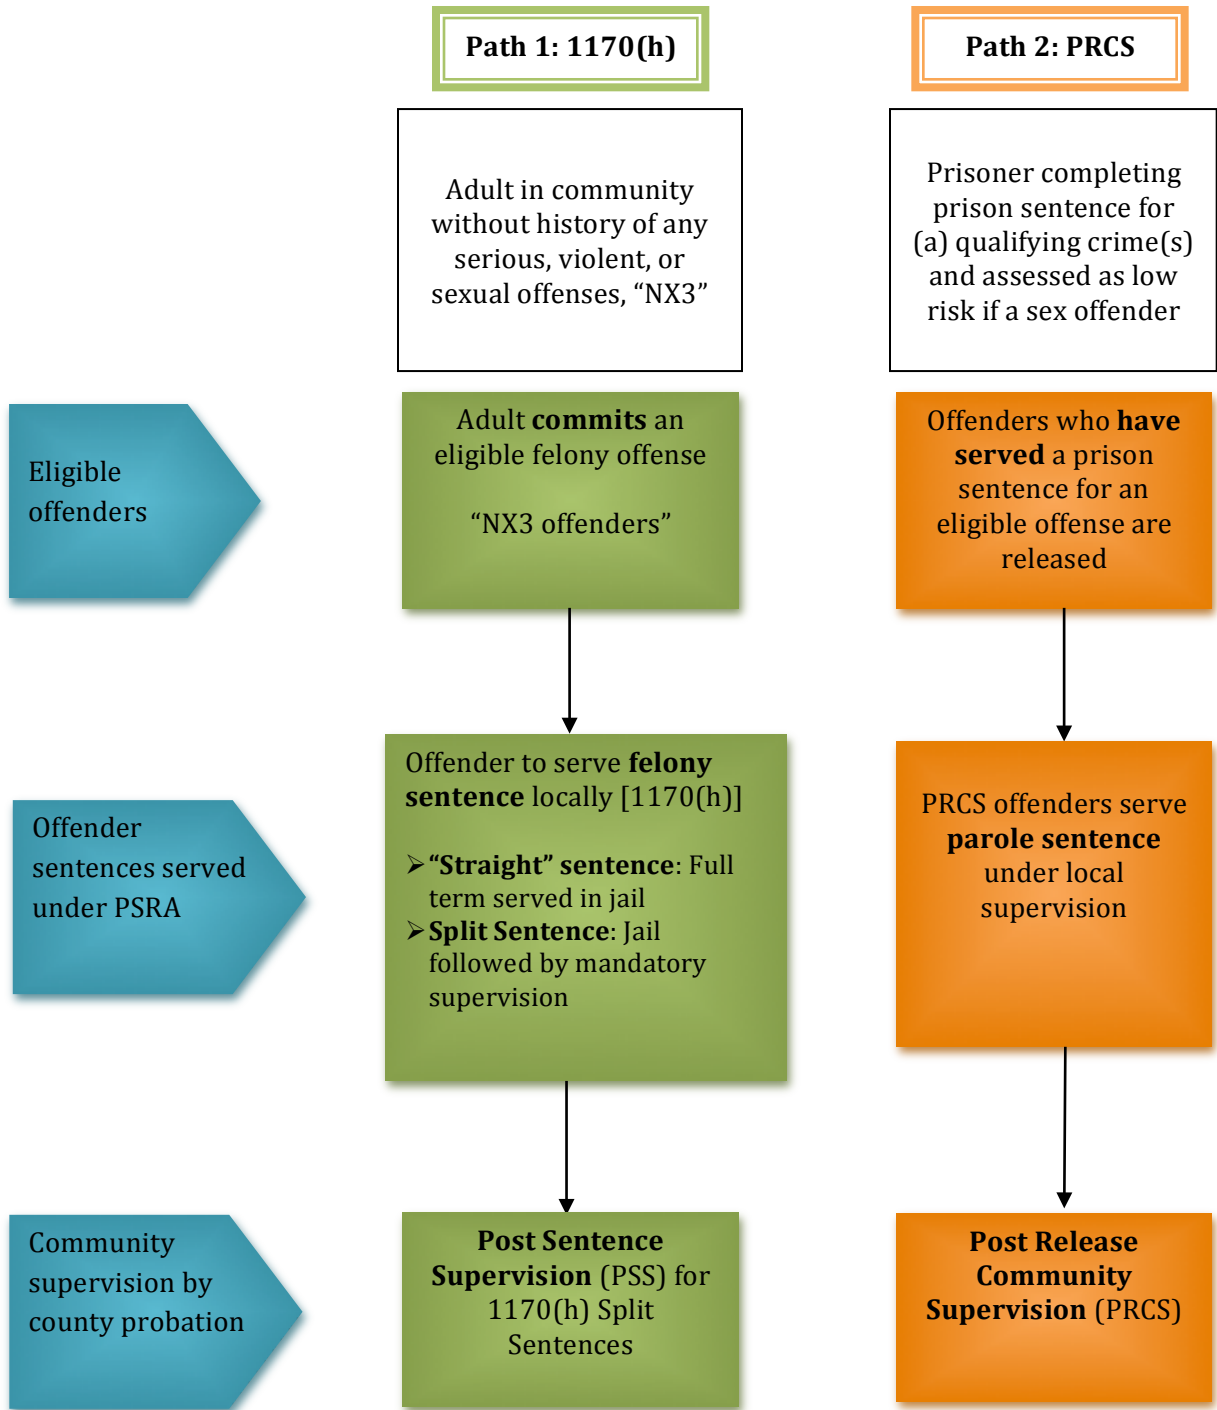 Path 1: 1170(h)
Path 2: PRCS
Adult in community
without history of any
serious, violent, or
sexual offenses, “NX3”
Prisoner completing
prison sentence for
(a) qualifying crime(s)
and assessed as low
risk if a sex offender
Eligible
offenders
Adult commits an
eligible felony offense
“NX3 offenders”
Offenders who have
served a prison
sentence for an
eligible offense are
released
Offender
sentences served
under PSRA
Offender to serve felony
sentence locally [1170(h)]
➢ “Straight” sentence: Full
term served in jail
➢ Split Sentence: Jail
followed by mandatory
supervision
PRCS offenders serve
parole sentence
under local
supervision
Community
supervision by
county probation
Post Sentence
Supervision (PSS) for
1170(h) Split
Sentences
Post Release
Community
Supervision (PRCS)